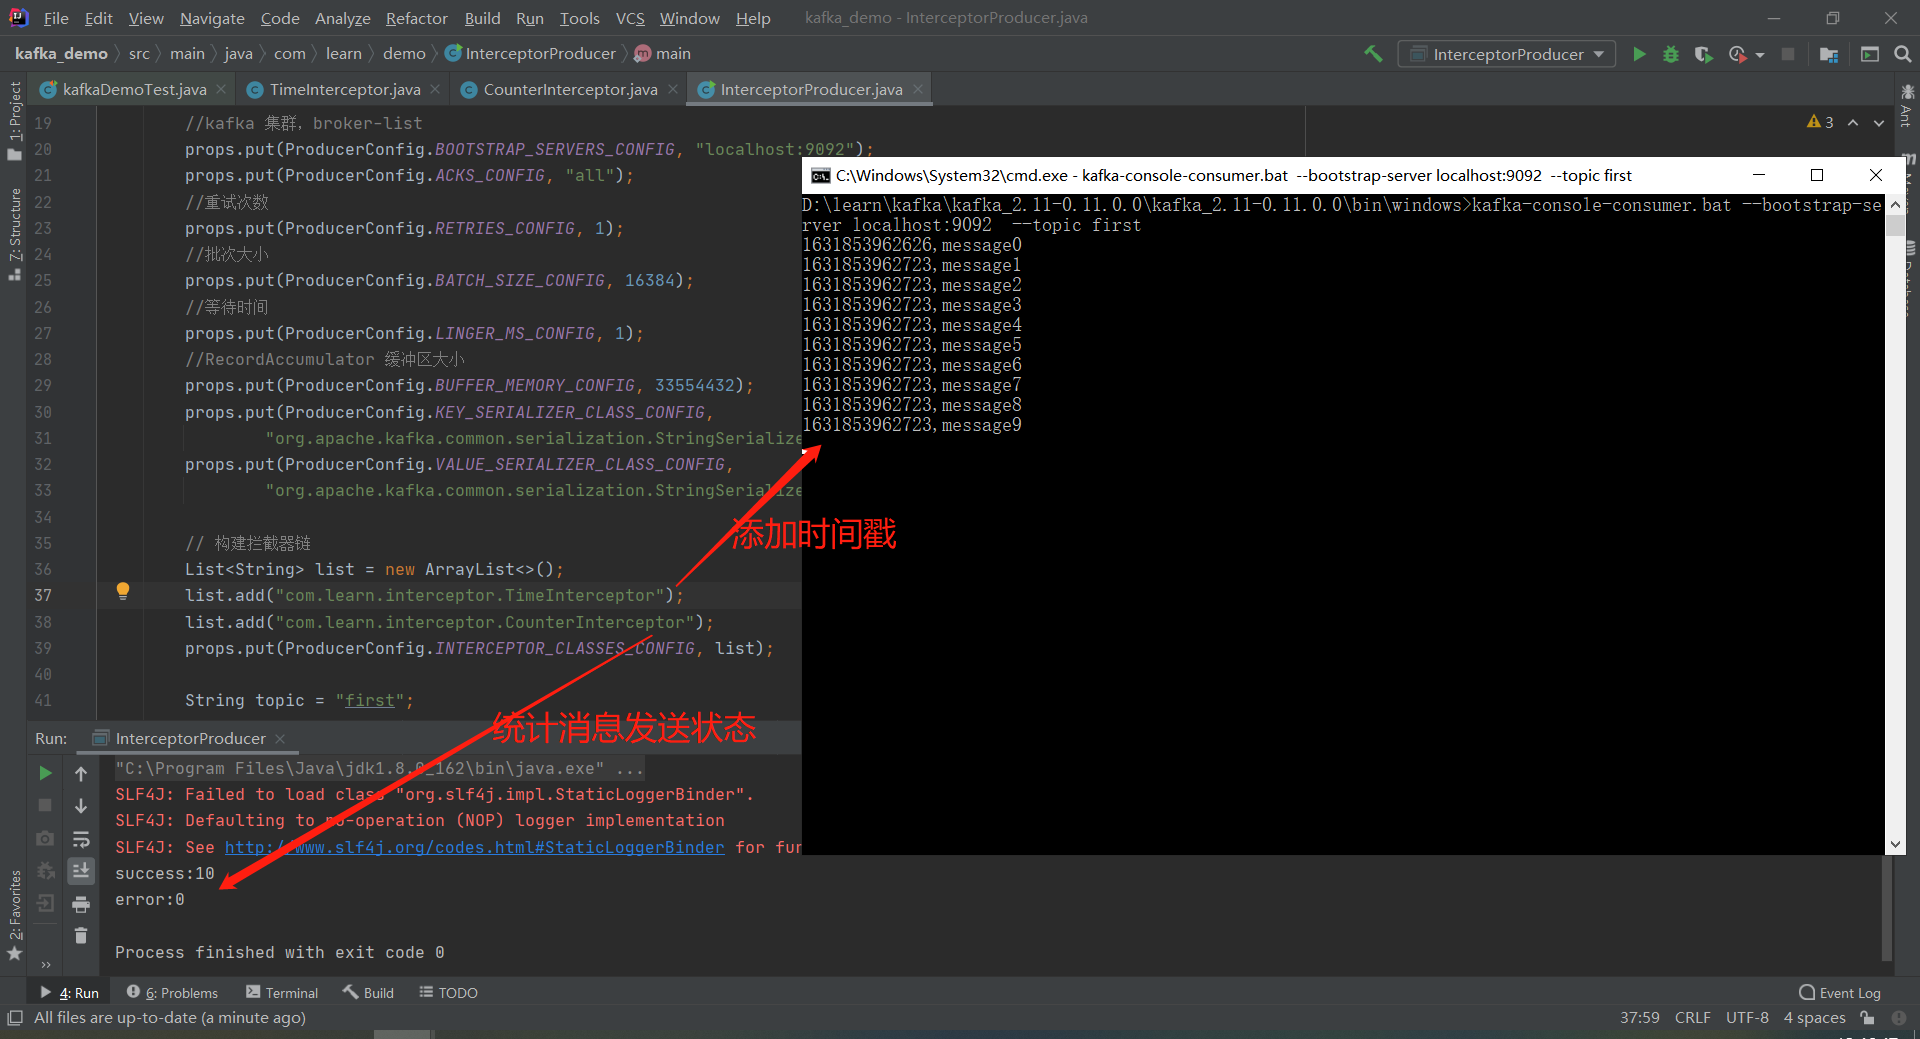 File Edit View Navigate Code Analyze Refactor Build Run Tools VCS Window Help kafka_demo - InterceptorProducer.java
kafka_demo src main java com learn demo InterceptorProducer main
InterceptorProducer
kafkaDemoTest.java TimeInterceptor.java CounterInterceptor.java InterceptorProducer.java
1: Project
7: Structure
2: Favorites
Ant
3
19 //kafka 集群，broker-list
20 props.put(ProducerConfig.BOOTSTRAP_SERVERS_CONFIG, "localhost:9092");
21 props.put(ProducerConfig.ACKS_CONFIG, "all");
22 //重试次数
23 props.put(ProducerConfig.RETRIES_CONFIG, 1);
24 //批次大小
25 props.put(ProducerConfig.BATCH_SIZE_CONFIG, 16384);
26 //等待时间
27 props.put(ProducerConfig.LINGER_MS_CONFIG, 1);
28 //RecordAccumulator 缓冲区大小
29 props.put(ProducerConfig.BUFFER_MEMORY_CONFIG, 33554432);
30 props.put(ProducerConfig.KEY_SERIALIZER_CLASS_CONFIG,
31 "org.apache.kafka.common.serialization.StringSerialize
32 props.put(ProducerConfig.VALUE_SERIALIZER_CLASS_CONFIG,
33 "org.apache.kafka.common.serialization.StringSerialize
34
35 // 构建拦截器链
36 List<String> list = new ArrayList<>();
37 list.add("com.learn.interceptor.TimeInterceptor");
38 list.add("com.learn.interceptor.CounterInterceptor");
39 props.put(ProducerConfig.INTERCEPTOR_CLASSES_CONFIG, list);
40
41 String topic = "first";
C:\Windows\System32\cmd.exe - kafka-console-consumer.bat --bootstrap-server localhost:9092 --topic first
D:\learn\kafka\kafka_2.11-0.11.0.0\kafka_2.11-0.11.0.0\bin\windows>kafka-console-consumer.bat --bootstrap-se
rver localhost:9092 --topic first
1631853962626,message0
1631853962723,message1
1631853962723,message2
1631853962723,message3
1631853962723,message4
1631853962723,message5
1631853962723,message6
1631853962723,message7
1631853962723,message8
1631853962723,message9
添加时间戳
统计消息发送状态
Run: InterceptorProducer
"C:\Program Files\Java\jdk1.8.0_162\bin\java.exe" ...
SLF4J: Failed to load class "org.slf4j.impl.StaticLoggerBinder".
SLF4J: Defaulting to no-operation (NOP) logger implementation
SLF4J: See http://www.slf4j.org/codes.html#StaticLoggerBinder for fur
success:10
error:0
Process finished with exit code 0
4: Run 6: Problems Terminal Build TODO Event Log
All files are up-to-date (a minute ago) 37:59 CRLF UTF-8 4 spaces